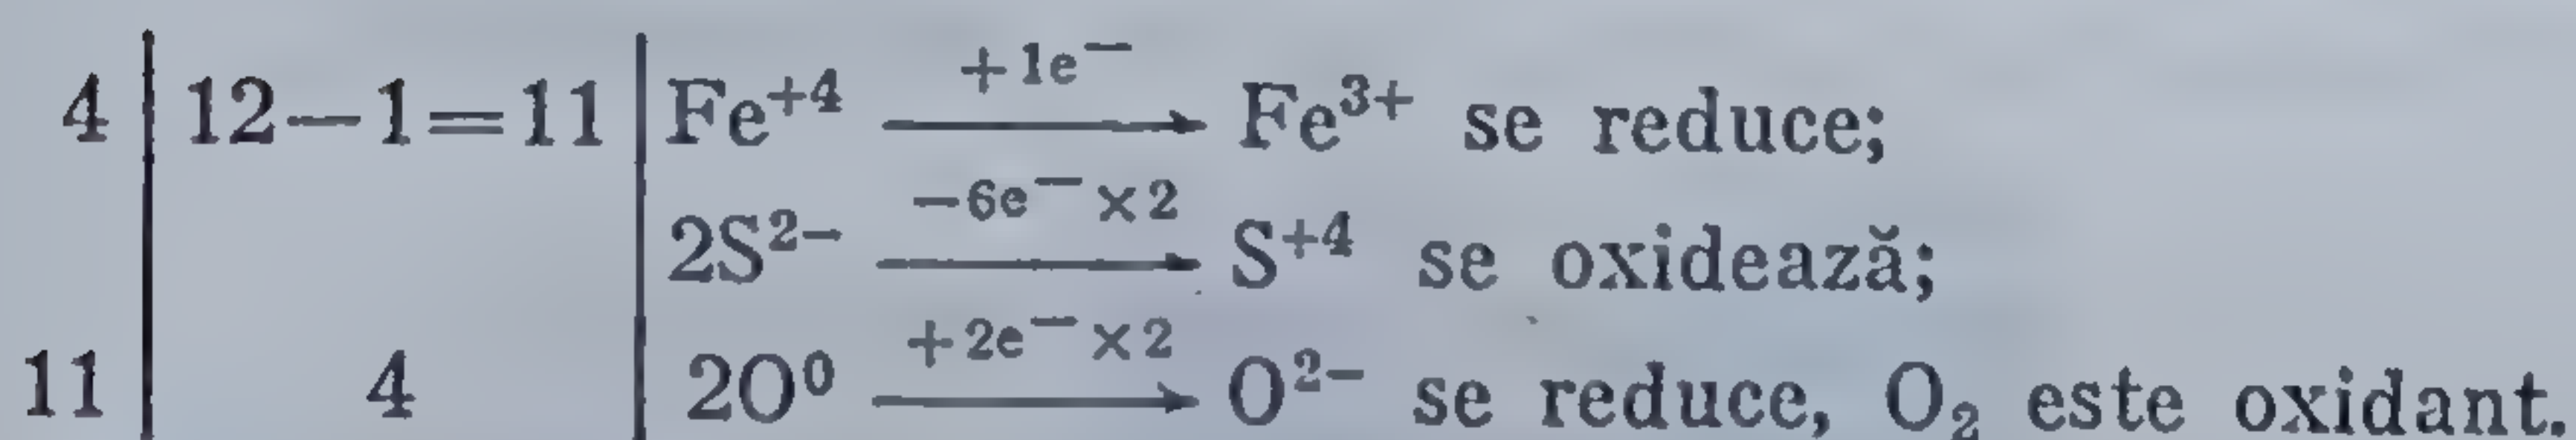 +1e⁻
4 | 12−1=11 | Fe⁺⁴ ⟶ Fe³⁺ se reduce;
−6e⁻×2
2S²⁻ ⟶ S⁺⁴ se oxidează;
+2e⁻×2
11 | 4 | 2O⁰ ⟶ O²⁻ se reduce, O₂ este oxidant.